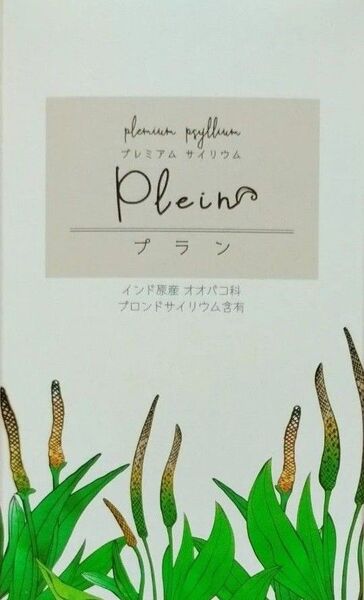 plemium psyllium
プレミアム サイリウム
Plein
プラン
インド原産 オオバコ科
ブロンドサイリウム含有